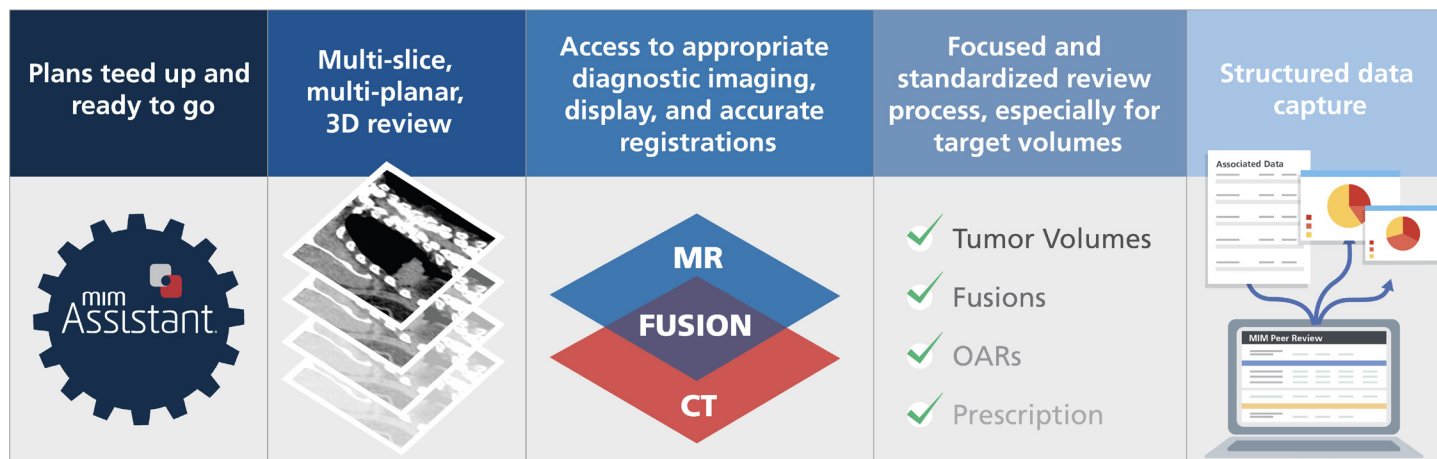 Plans teed up and
ready to go
Multi-slice,
multi-planar,
3D review
Access to appropriate
diagnostic imaging,
display, and accurate
registrations
Focused and
standardized review
process, especially for
target volumes
Structured data
capture
mim
Assistant
MR
FUSION
CT
Tumor Volumes
Fusions
OARs
Prescription
Associated Data
MIM Peer Review